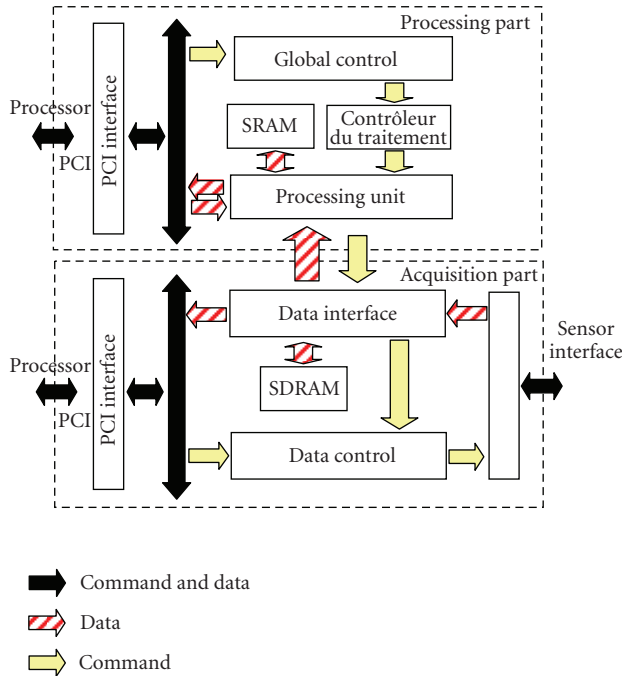 Processing part
Global control
Processor
PCI
PCI interface
SRAM
Contrôleur
du traitement
Processing unit
Acquisition part
Data interface
Sensor
interface
Processor
PCI
PCI interface
SDRAM
Data control
Command and data
Data
Command